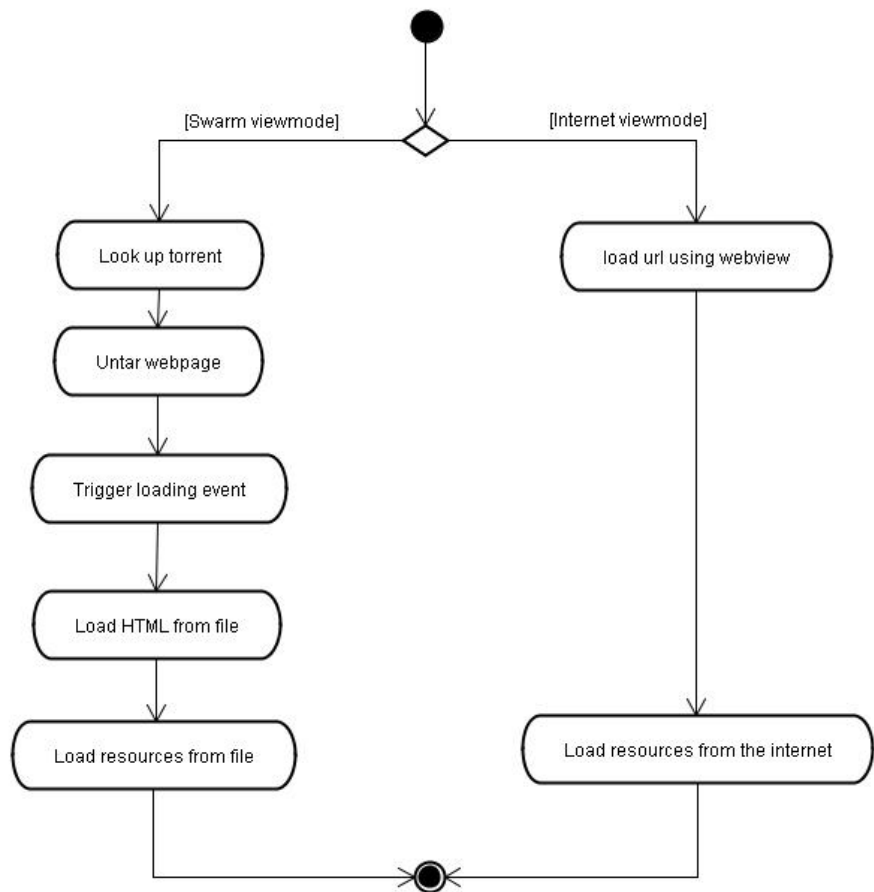 [Swarm viewmode]
[Internet viewmode]
Look up torrent
load url using webview
Untar webpage
Trigger loading event
Load HTML from file
Load resources from file
Load resources from the internet